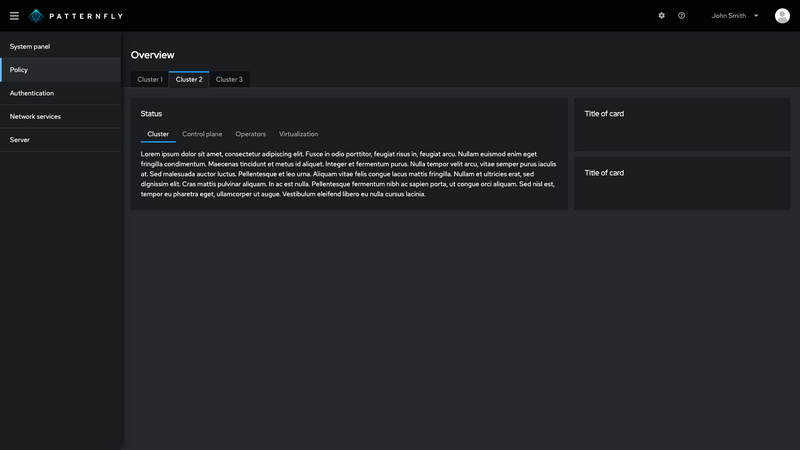 PATTERNFLY
John Smith
System panel
Policy
Authentication
Network services
Server
Overview
Cluster 1
Cluster 2
Cluster 3
Status
Cluster
Control plane
Operators
Virtualization
Lorem ipsum dolor sit amet, consectetur adipiscing elit. Fusce in odio porttitor, feugiat risus in, feugiat arcu. Nullam euismod enim eget
fringilla condimentum. Maecenas tincidunt et metus id aliquet. Integer et fermentum purus. Nulla tempor velit arcu, vitae semper purus iaculis
at. Sed malesuada auctor luctus. Pellentesque et leo urna. Aliquam vitae felis congue lacus mattis fringilla. Nullam et ultricies erat, sed
dignissim elit. Cras mattis pulvinar aliquam. In ac est nulla. Pellentesque fermentum nibh ac sapien porta, ut congue orci aliquam. Sed nisl est,
tempor eu pharetra eget, ullamcorper ut augue. Vestibulum eleifend libero eu nulla cursus lacinia.
Title of card
Title of card